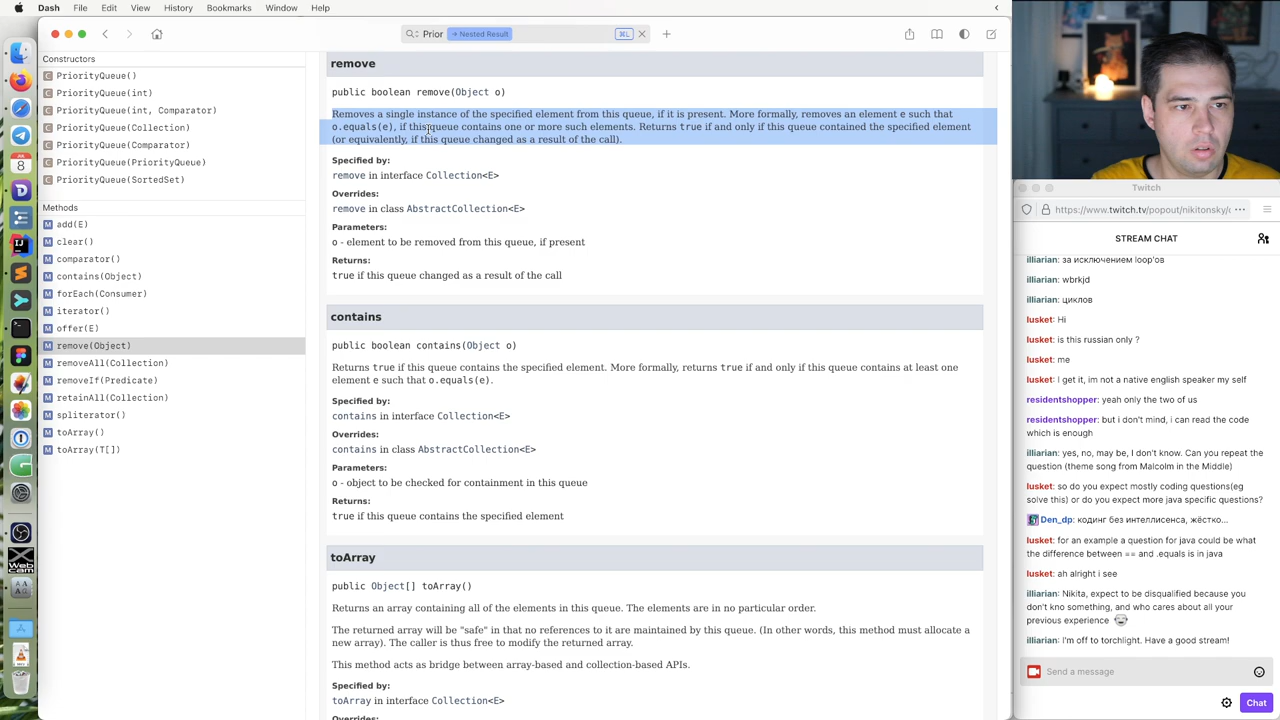 Dash File Edit View History Bookmarks Window Help
Prior Nested Result ⌘L
Constructors
C PriorityQueue()
C PriorityQueue(int)
C PriorityQueue(int, Comparator)
C PriorityQueue(Collection)
C PriorityQueue(Comparator)
C PriorityQueue(PriorityQueue)
C PriorityQueue(SortedSet)
Methods
M add(E)
M clear()
M comparator()
M contains(Object)
M forEach(Consumer)
M iterator()
M offer(E)
M remove(Object)
M removeAll(Collection)
M removeIf(Predicate)
M retainAll(Collection)
M spliterator()
M toArray()
M toArray(T[])
remove
public boolean remove(Object o)
Removes a single instance of the specified element from this queue, if it is present. More formally, removes an element e such that
o.equals(e), if this queue contains one or more such elements. Returns true if and only if this queue contained the specified element
(or equivalently, if this queue changed as a result of the call).
Specified by:
remove in interface Collection<E>
Overrides:
remove in class AbstractCollection<E>
Parameters:
o - element to be removed from this queue, if present
Returns:
true if this queue changed as a result of the call
contains
public boolean contains(Object o)
Returns true if this queue contains the specified element. More formally, returns true if and only if this queue contains at least one
element e such that o.equals(e).
Specified by:
contains in interface Collection<E>
Overrides:
contains in class AbstractCollection<E>
Parameters:
o - object to be checked for containment in this queue
Returns:
true if this queue contains the specified element
toArray
public Object[] toArray()
Returns an array containing all of the elements in this queue. The elements are in no particular order.
The returned array will be "safe" in that no references to it are maintained by this queue. (In other words, this method must allocate a
new array). The caller is thus free to modify the returned array.
This method acts as bridge between array-based and collection-based APIs.
Specified by:
toArray in interface Collection<E>
Overrides:
Twitch
https://www.twitch.tv/popout/nikitonsky/
STREAM CHAT
illiarian: за исключением loop'ов
illiarian: wbrkjd
illiarian: циклов
lusket: Hi
lusket: is this russian only ?
lusket: me
lusket: I get it, im not a native english speaker my self
residentshopper: yeah only the two of us
residentshopper: but i don't mind, i can read the code
which is enough
illiarian: yes, no, may be, I don't know. Can you repeat the
question (theme song from Malcolm in the Middle)
lusket: so do you expect mostly coding questions(eg
solve this) or do you expect more java specific questions?
Den_dp: кодинг без интеллисенса, жёстко...
lusket: for an example a question for java could be what
the difference between == and .equals is in java
lusket: ah alright i see
illiarian: Nikita, expect to be disqualified because you
don't kno something, and who cares about all your
previous experience
illiarian: I'm off to torchlight. Have a good stream!
Send a message
Chat